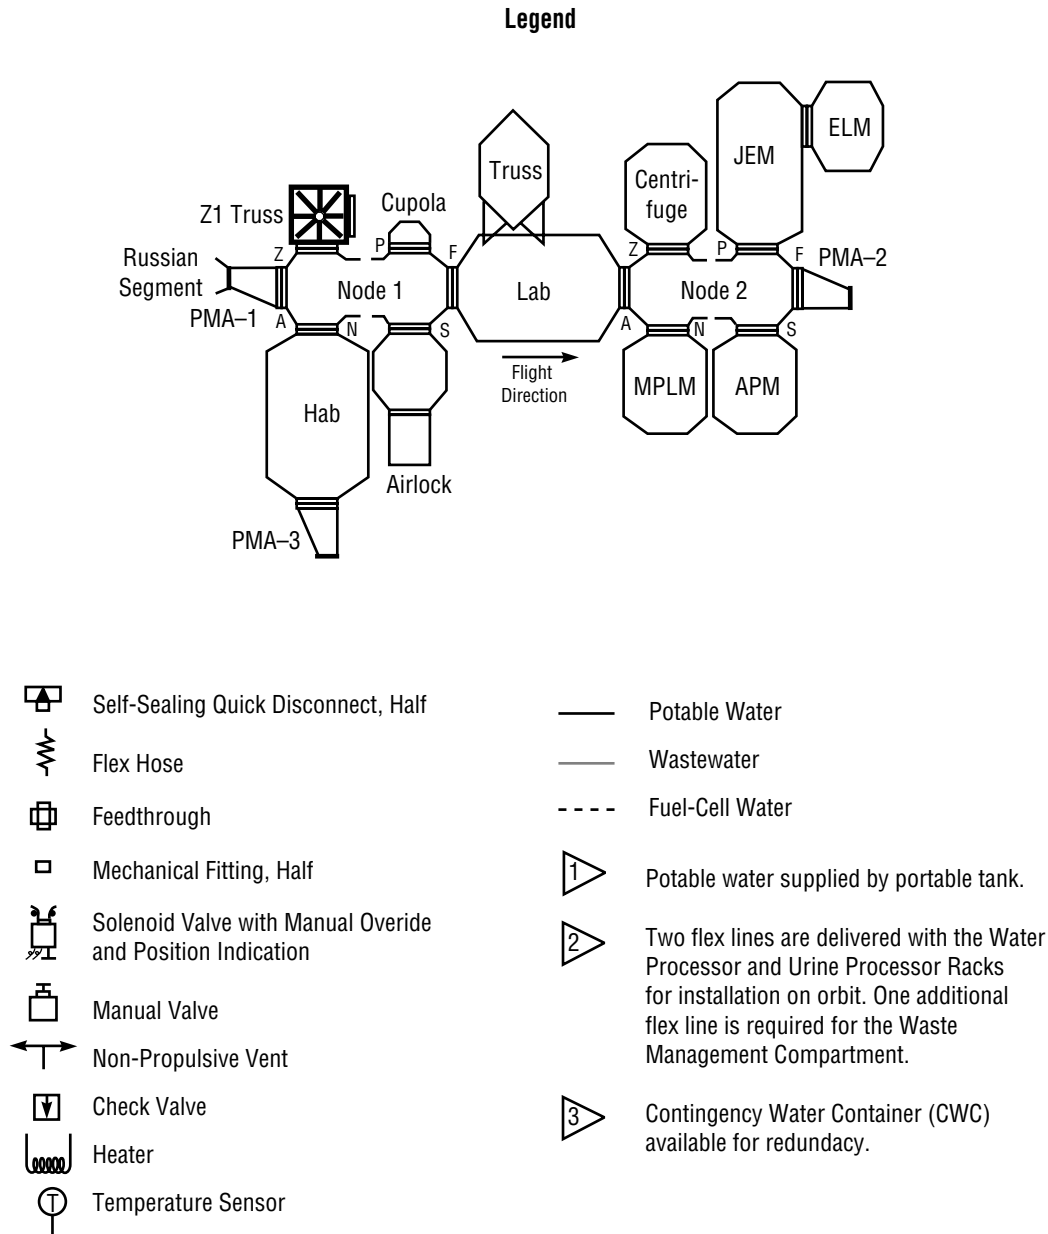 Legend
ELM
JEM
Truss
Centri-
fuge
Cupola
Z1 Truss
Z
P
F
Z
P
F
PMA–2
Russian
Segment
Node 1
Lab
Node 2
PMA–1
A
N
S
A
N
S
Flight
Direction
MPLM
APM
Hab
Airlock
PMA–3
Self-Sealing Quick Disconnect, Half
Flex Hose
Feedthrough
Mechanical Fitting, Half
Solenoid Valve with Manual Overide
and Position Indication
Manual Valve
Non-Propulsive Vent
Check Valve
Heater
T
Temperature Sensor
Potable Water
Wastewater
Fuel-Cell Water
1
Potable water supplied by portable tank.
2
Two flex lines are delivered with the Water
Processor and Urine Processor Racks
for installation on orbit. One additional
flex line is required for the Waste
Management Compartment.
3
Contingency Water Container (CWC)
available for redundacy.